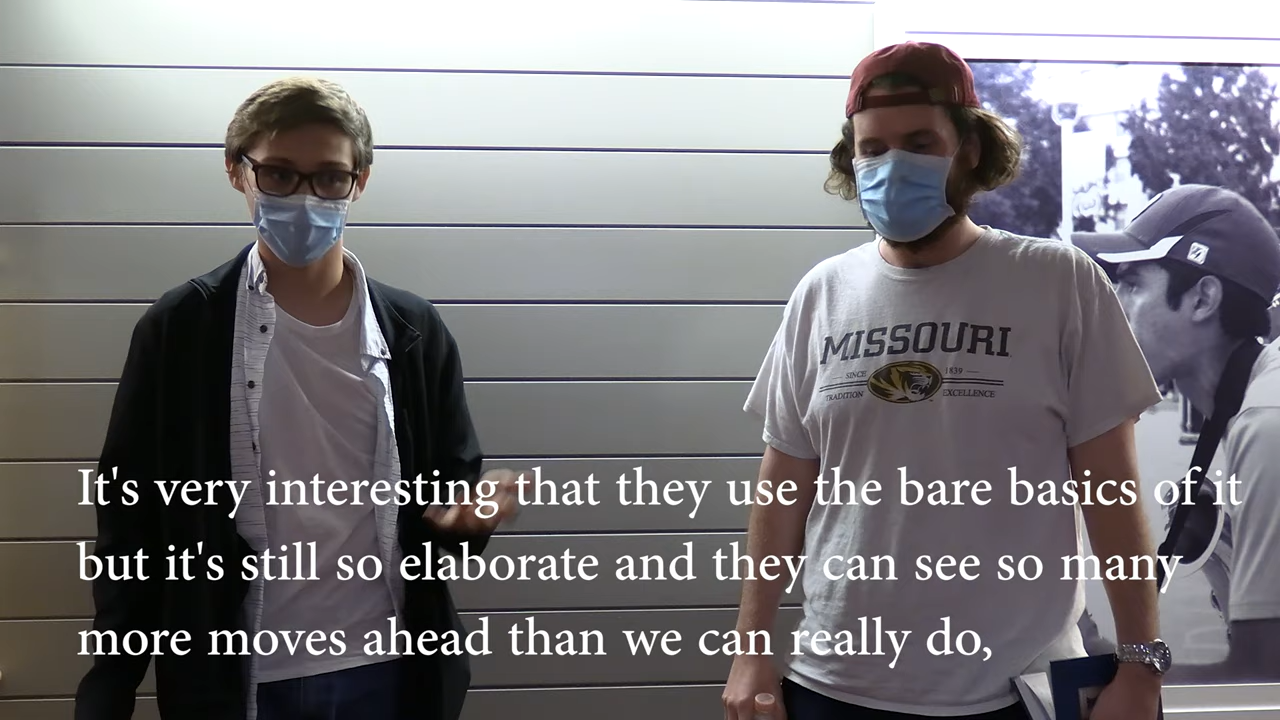 MISSOURI
SINCE 1839
TRADITION EXCELLENCE
It's very interesting that they use the bare basics of it
but it's still so elaborate and they can see so many
more moves ahead than we can really do,